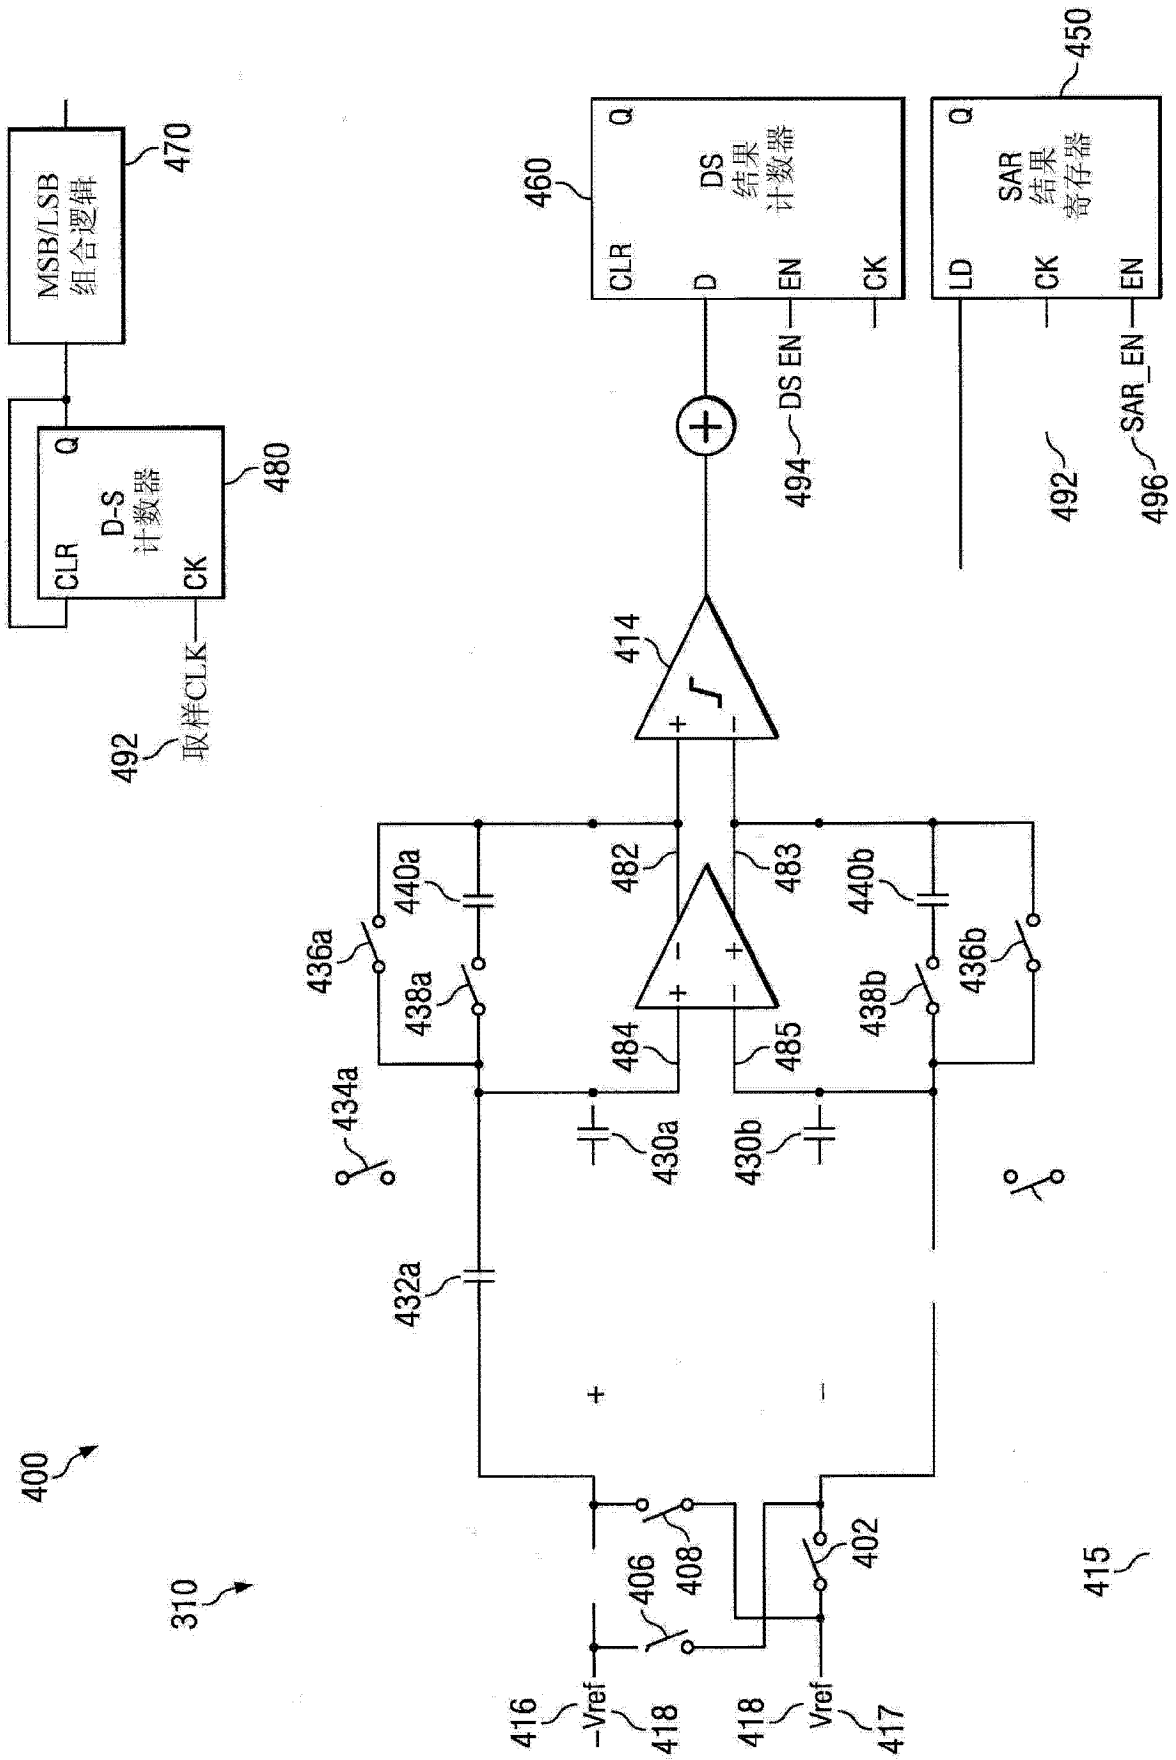 400
310
MSB/LSB
组合逻辑
470
CLR
Q
D-S
计数器
CK
480
492
取样CLK
460
CLR
Q
D
DS
结果
计数器
EN
CK
494
DS EN
450
LD
Q
SAR
结果
寄存器
CK
EN
492
496
SAR_EN
414
+
−
+
436a
440a
438a
434a
432a
482
483
484
485
+
−
−
+
430a
430b
440b
438b
436b
+
−
408
406
402
416
−Vref
418
418
Vref
417
415